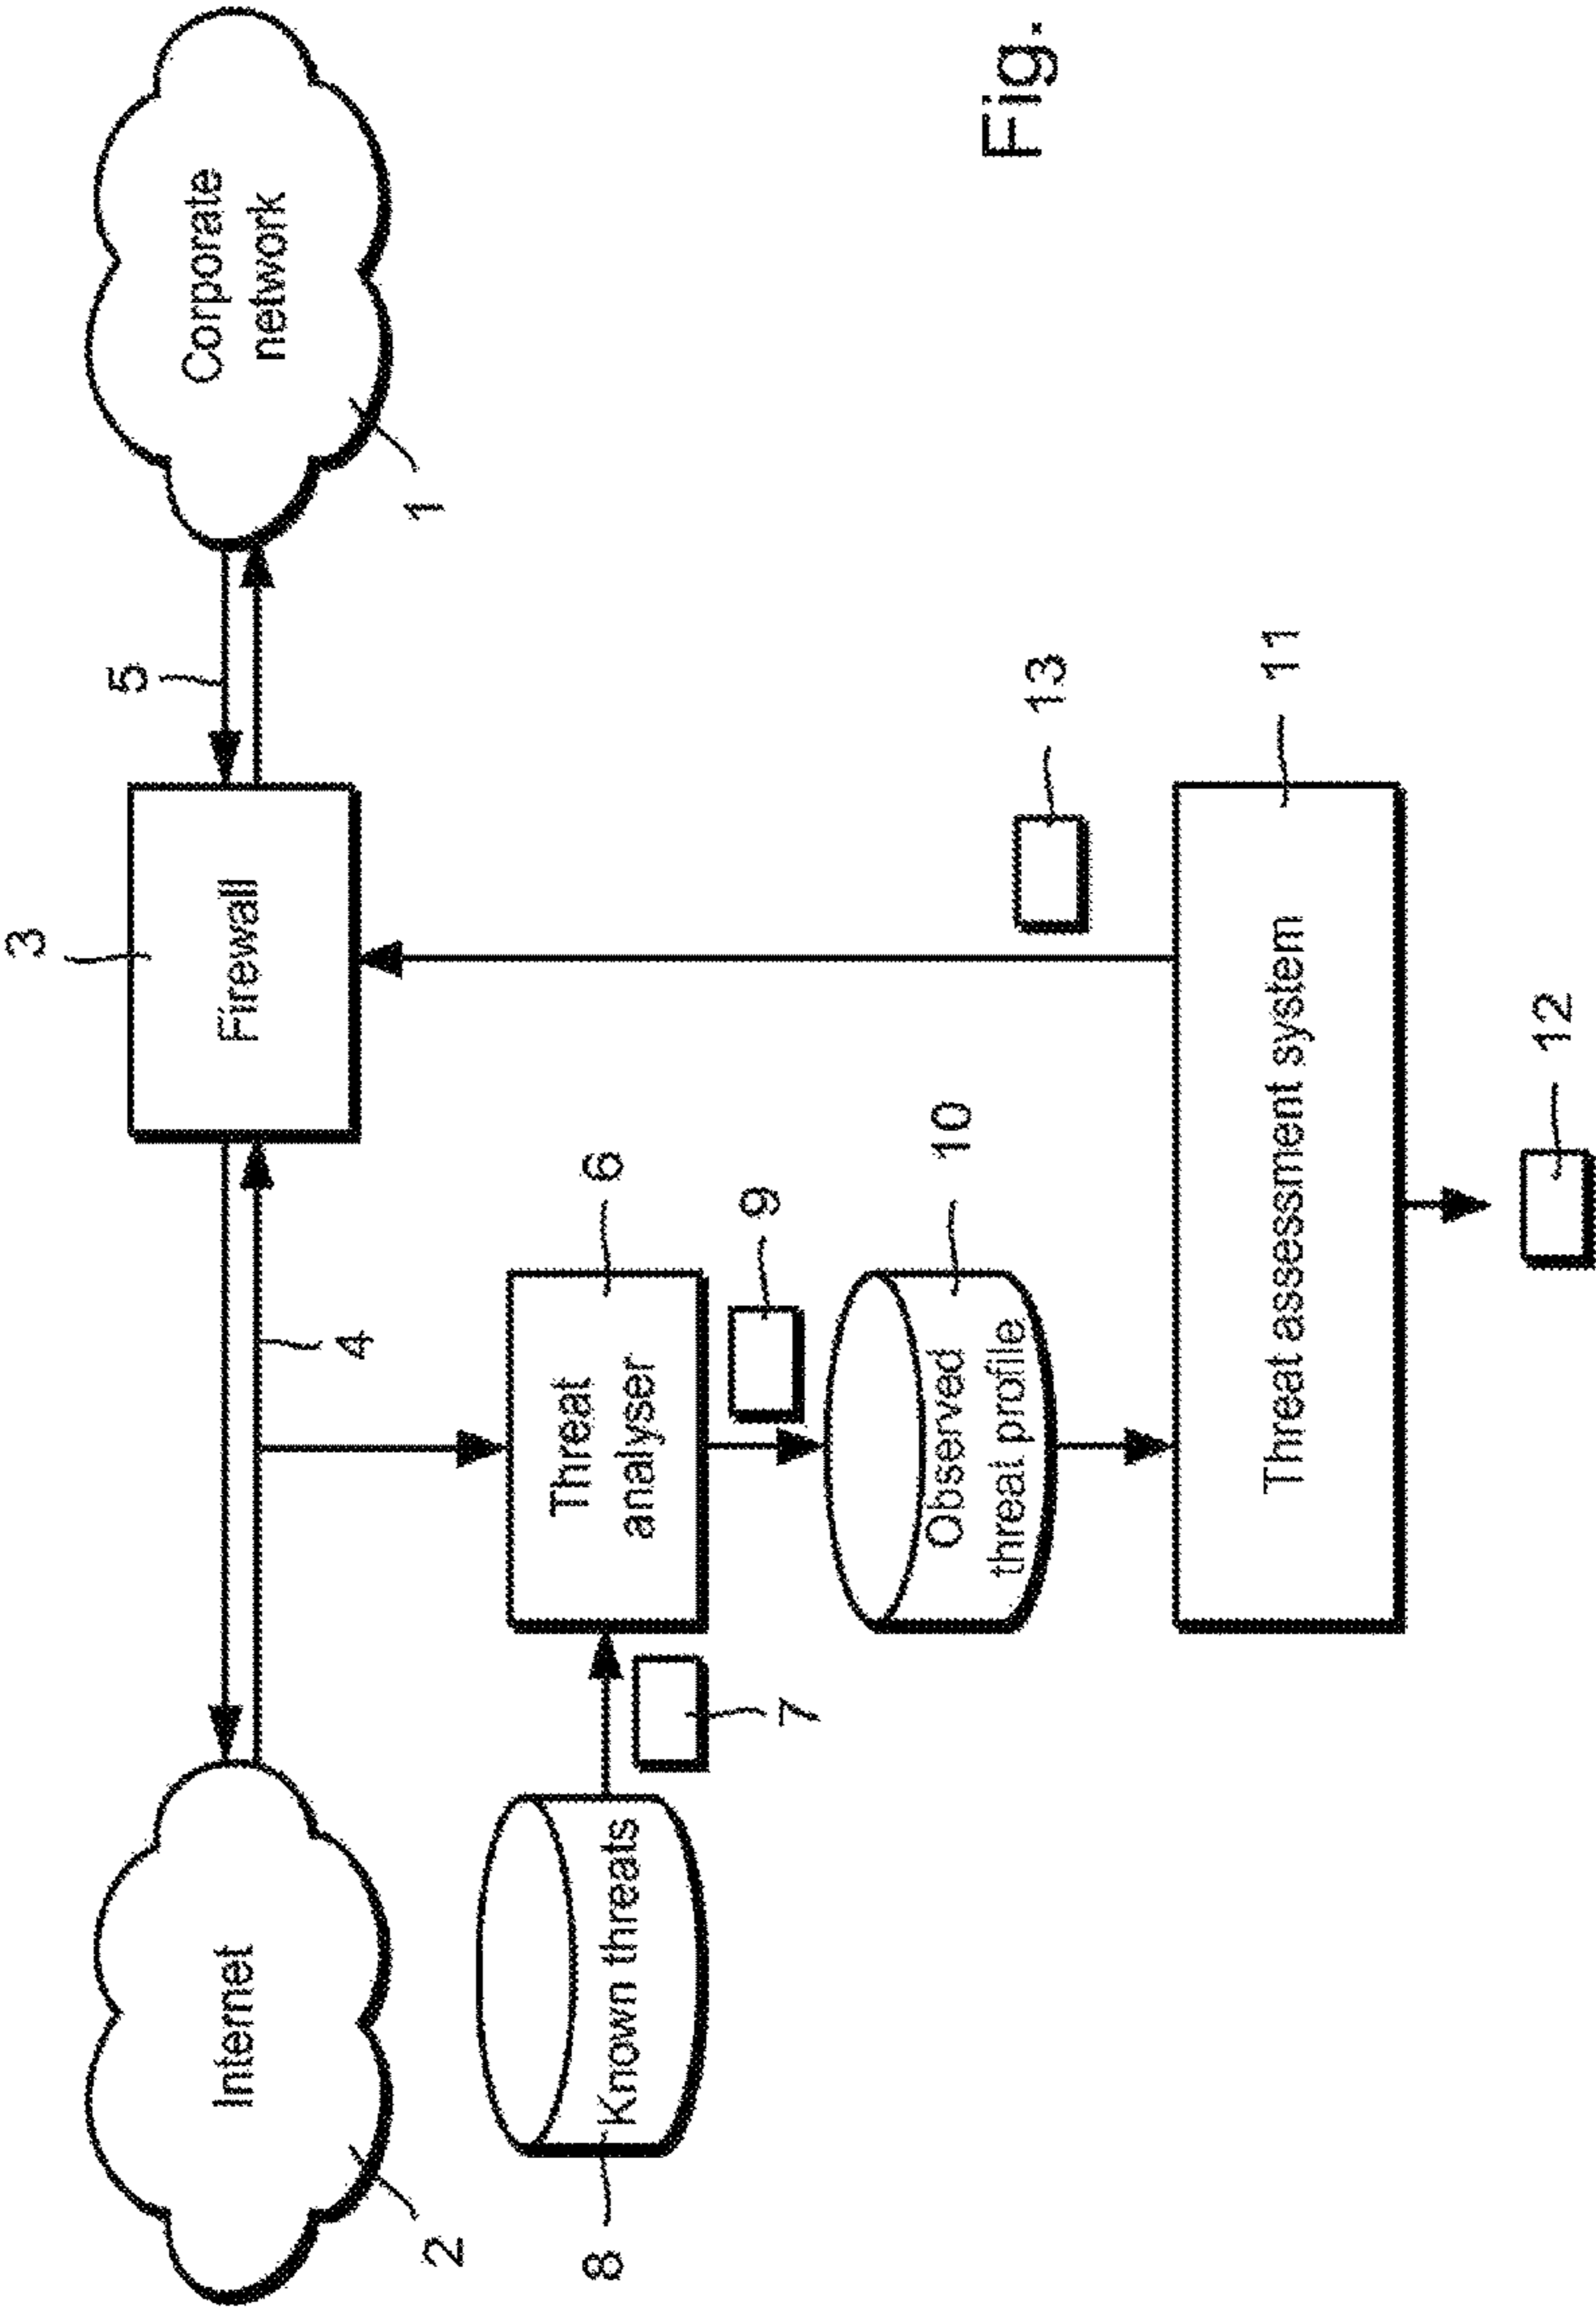 Internet
2
4
Firewall
3
5
Corporate
network
1
Known threats
8
7
Threat
analyser
6
9
Observed
threat profile
10
13
Threat assessment system
11
12
Fig.